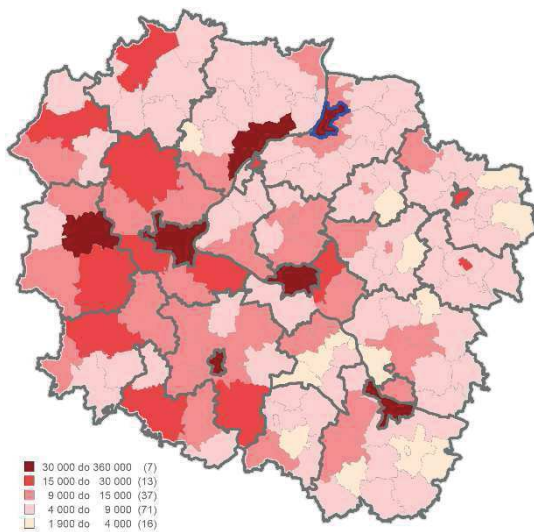 30 000 do 360 000 (7)
15 000 do 30 000 (13)
9 000 do 15 000 (37)
4 000 do 9 000 (71)
1 900 do 4 000 (16)